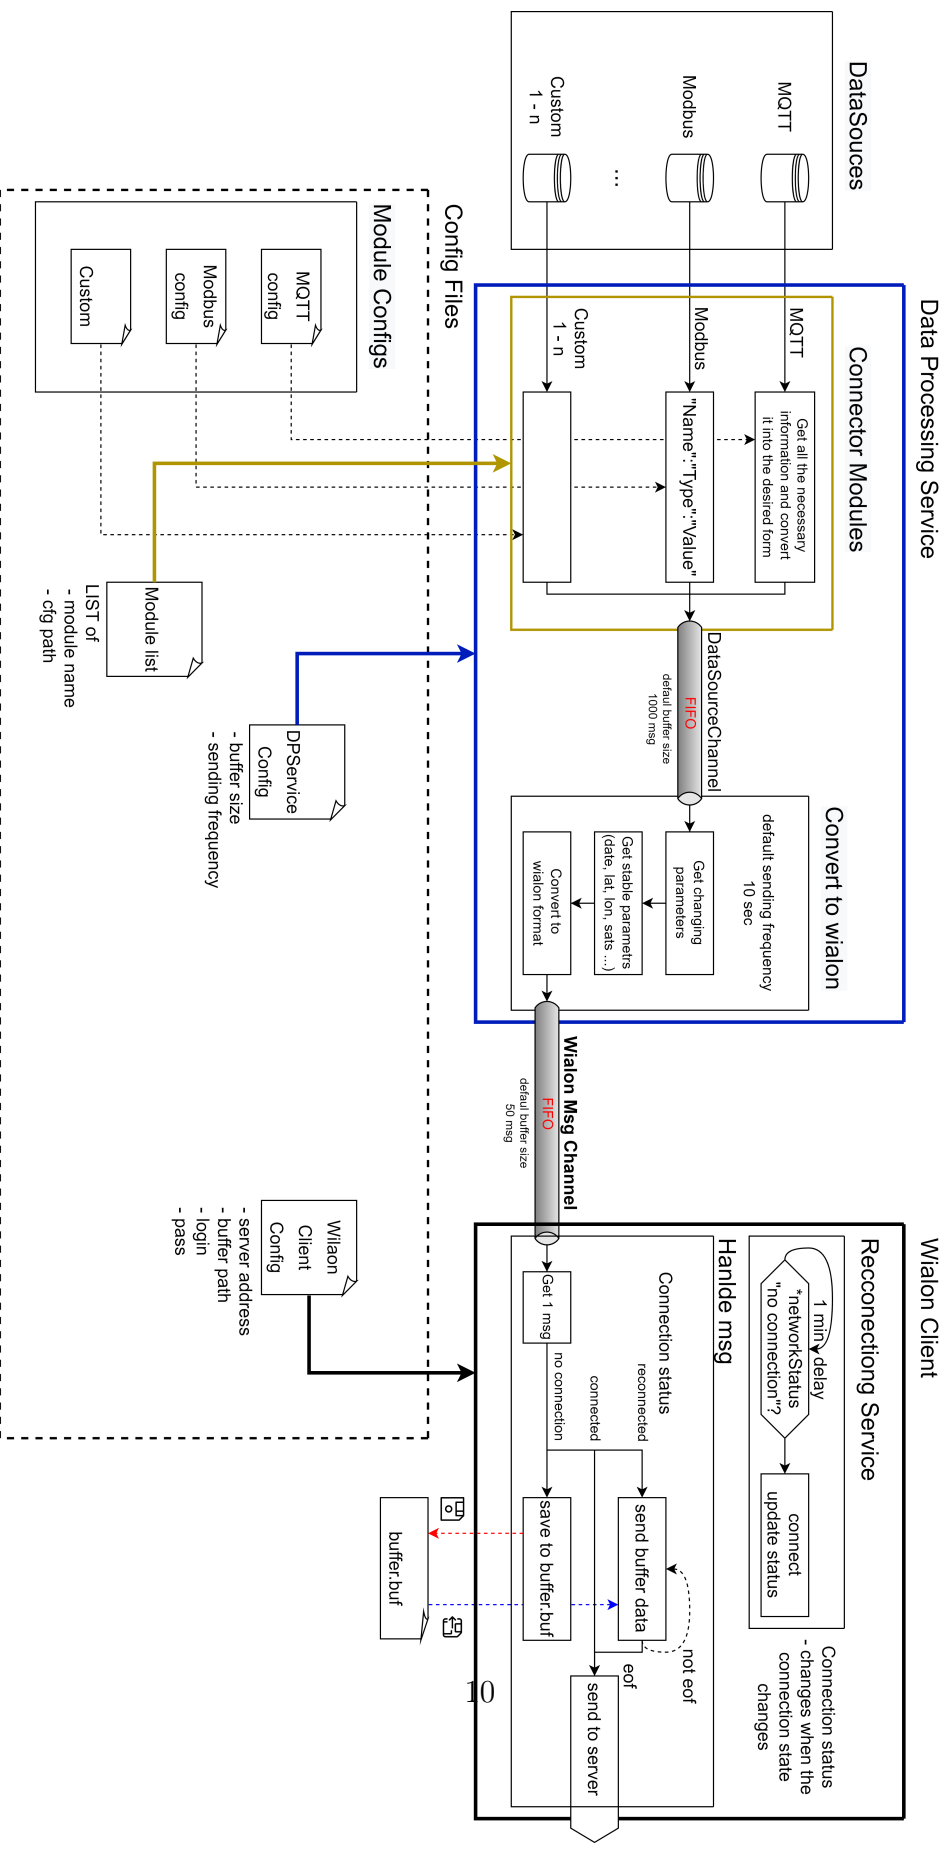 DataSouces
MQTT
Modbus
...
Custom
1 - n
Data Processing Service
Connector Modules
MQTT
Get all the necessary
information and convert
it into the desired form
Modbus
"Name":"Type":"Value"
Custom
1 - n
DataSourceChannel
FIFO
defaul buffer size
1000 msg
Convert to wialon
default sending frequency
10 sec
Get changing
parameters
Get stable parametrs
(date, lat, lon, sats ...)
Convert to
wialon format
Wialon Msg Channel
FIFO
defaul buffer size
50 msg
Wialon Client
Recconectiong Service
1 min delay
*networkStatus
"no connection"?
connect
update status
Connection status
- changes when the
connection state
changes
Hanlde msg
Connection status
Get 1 msg
reconnected
connected
no connection
send buffer data
save to buffer.buf
not eof
eof
send to server
buffer.buf
Config Files
Module Configs
MQTT
config
Modbus
config
Custom
Module list
LIST of
- module name
- cfg path
DPService
Config
- buffer size
- sending frequency
Wilaon
Client
Config
- server address
- buffer path
- login
- pass
10